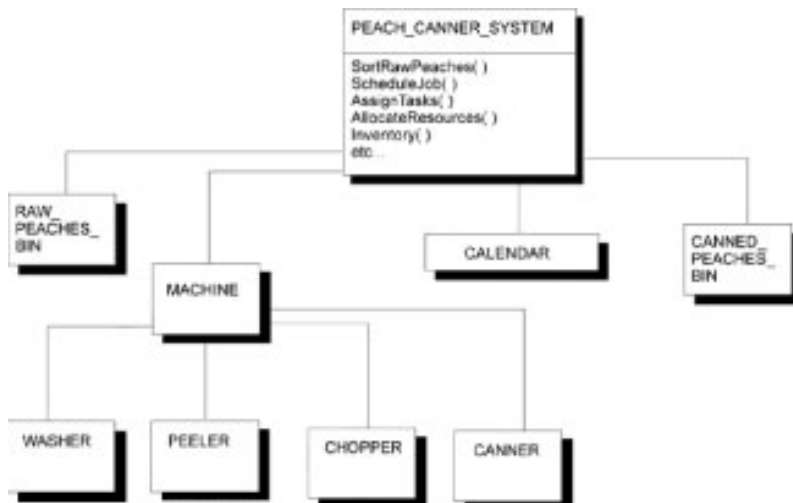 PEACH_CANNER_SYSTEM
SortRawPeaches( )
ScheduleJob( )
AssignTasks( )
AllocateResources( )
Inventory( )
etc...
RAW_
PEACHES_
BIN
CALENDAR
CANNED_
PEACHES_
BIN
MACHINE
WASHER
PEELER
CHOPPER
CANNER